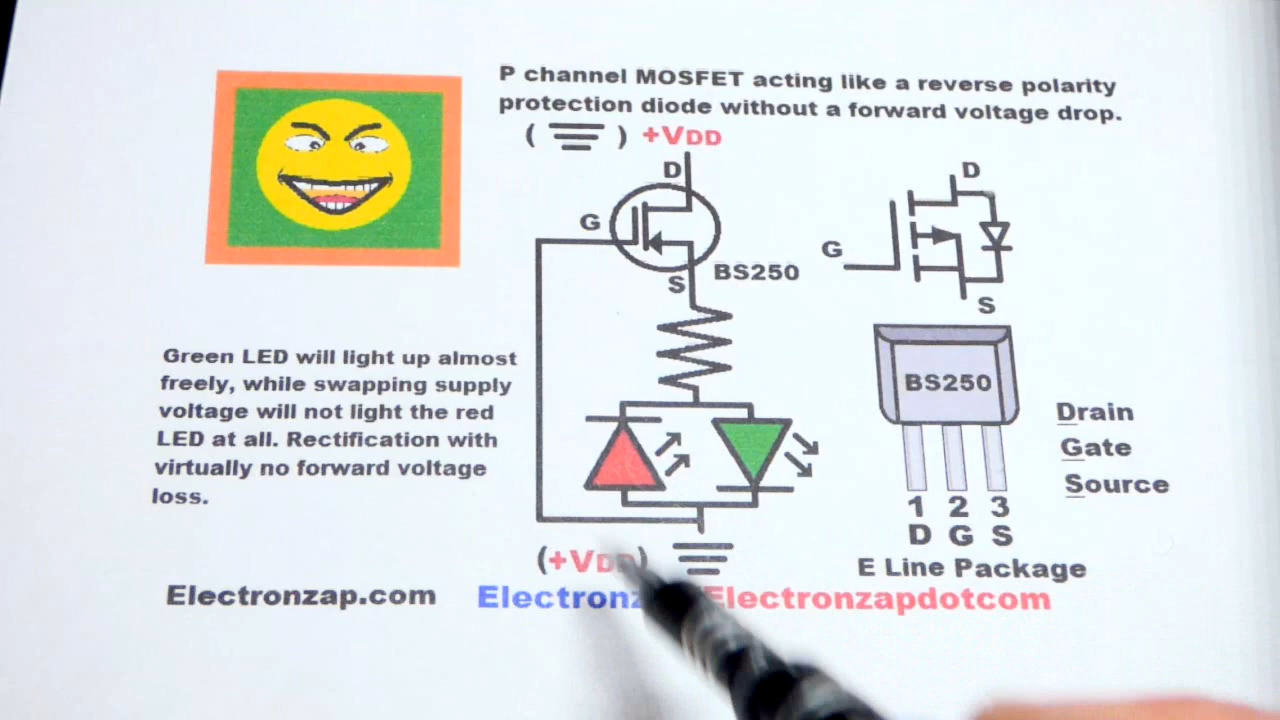 P channel MOSFET acting like a reverse polarity
protection diode without a forward voltage drop.
( ) +VDD
D
G
S
BS250
D
G
S
Green LED will light up almost
freely, while swapping supply
voltage will not light the red
LED at all. Rectification with
virtually no forward voltage
loss.
BS250
Drain
Gate
Source
1 2 3
D G S
E Line Package
(+VDD)
Electronzap.com
Electronzapdotcom